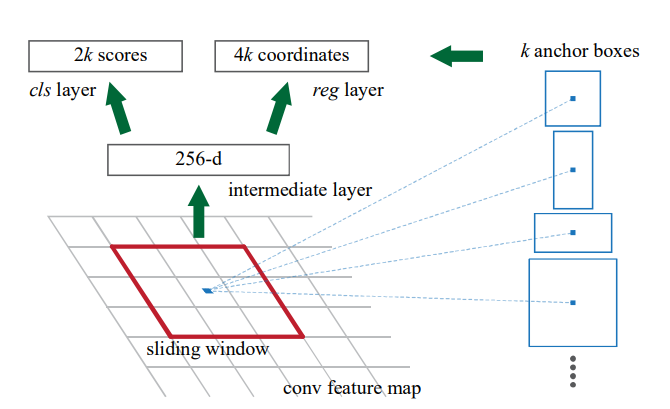 2k scores
4k coordinates
k anchor boxes
cls layer
reg layer
256-d
intermediate layer
sliding window
conv feature map